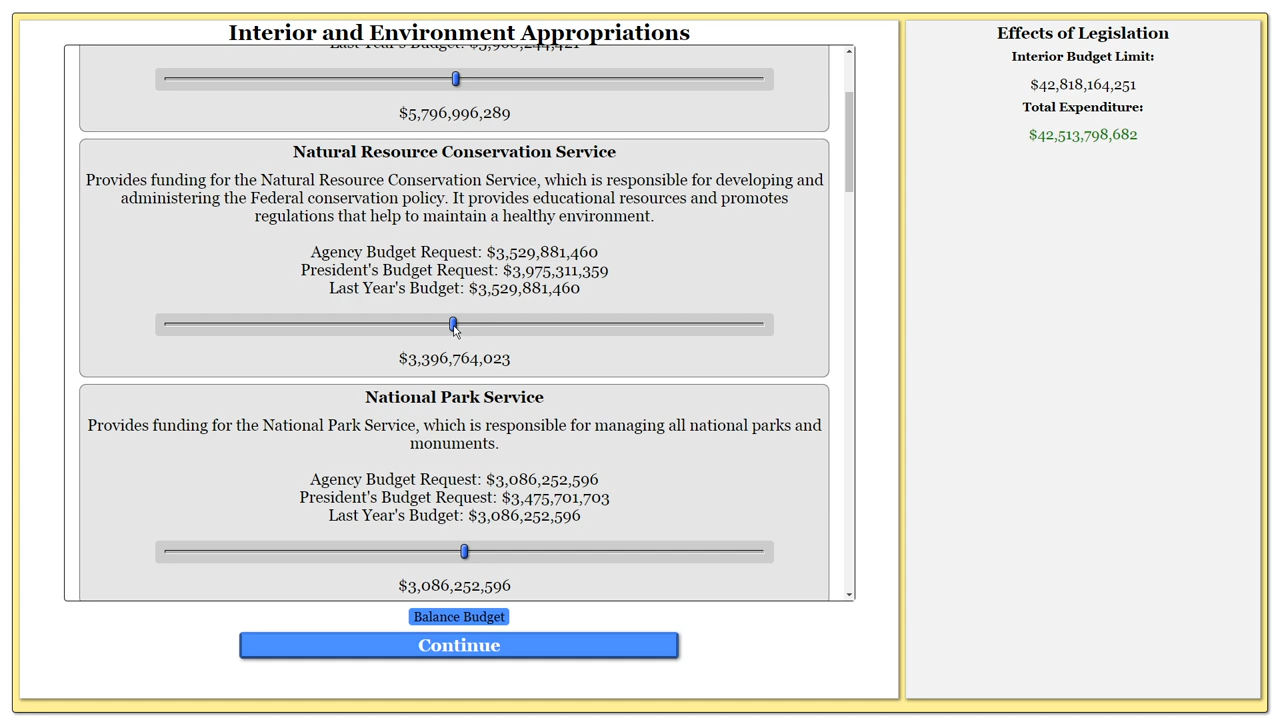 Interior and Environment Appropriations
Last Year's Budget: $5,960,244,421
$5,796,996,289
Natural Resource Conservation Service
Provides funding for the Natural Resource Conservation Service, which is responsible for developing and
administering the Federal conservation policy. It provides educational resources and promotes
regulations that help to maintain a healthy environment.
Agency Budget Request: $3,529,881,460
President's Budget Request: $3,975,311,359
Last Year's Budget: $3,529,881,460
$3,396,764,023
National Park Service
Provides funding for the National Park Service, which is responsible for managing all national parks and
monuments.
Agency Budget Request: $3,086,252,596
President's Budget Request: $3,475,701,703
Last Year's Budget: $3,086,252,596
$3,086,252,596
Balance Budget
Continue
Effects of Legislation
Interior Budget Limit:
$42,818,164,251
Total Expenditure:
$42,513,798,682